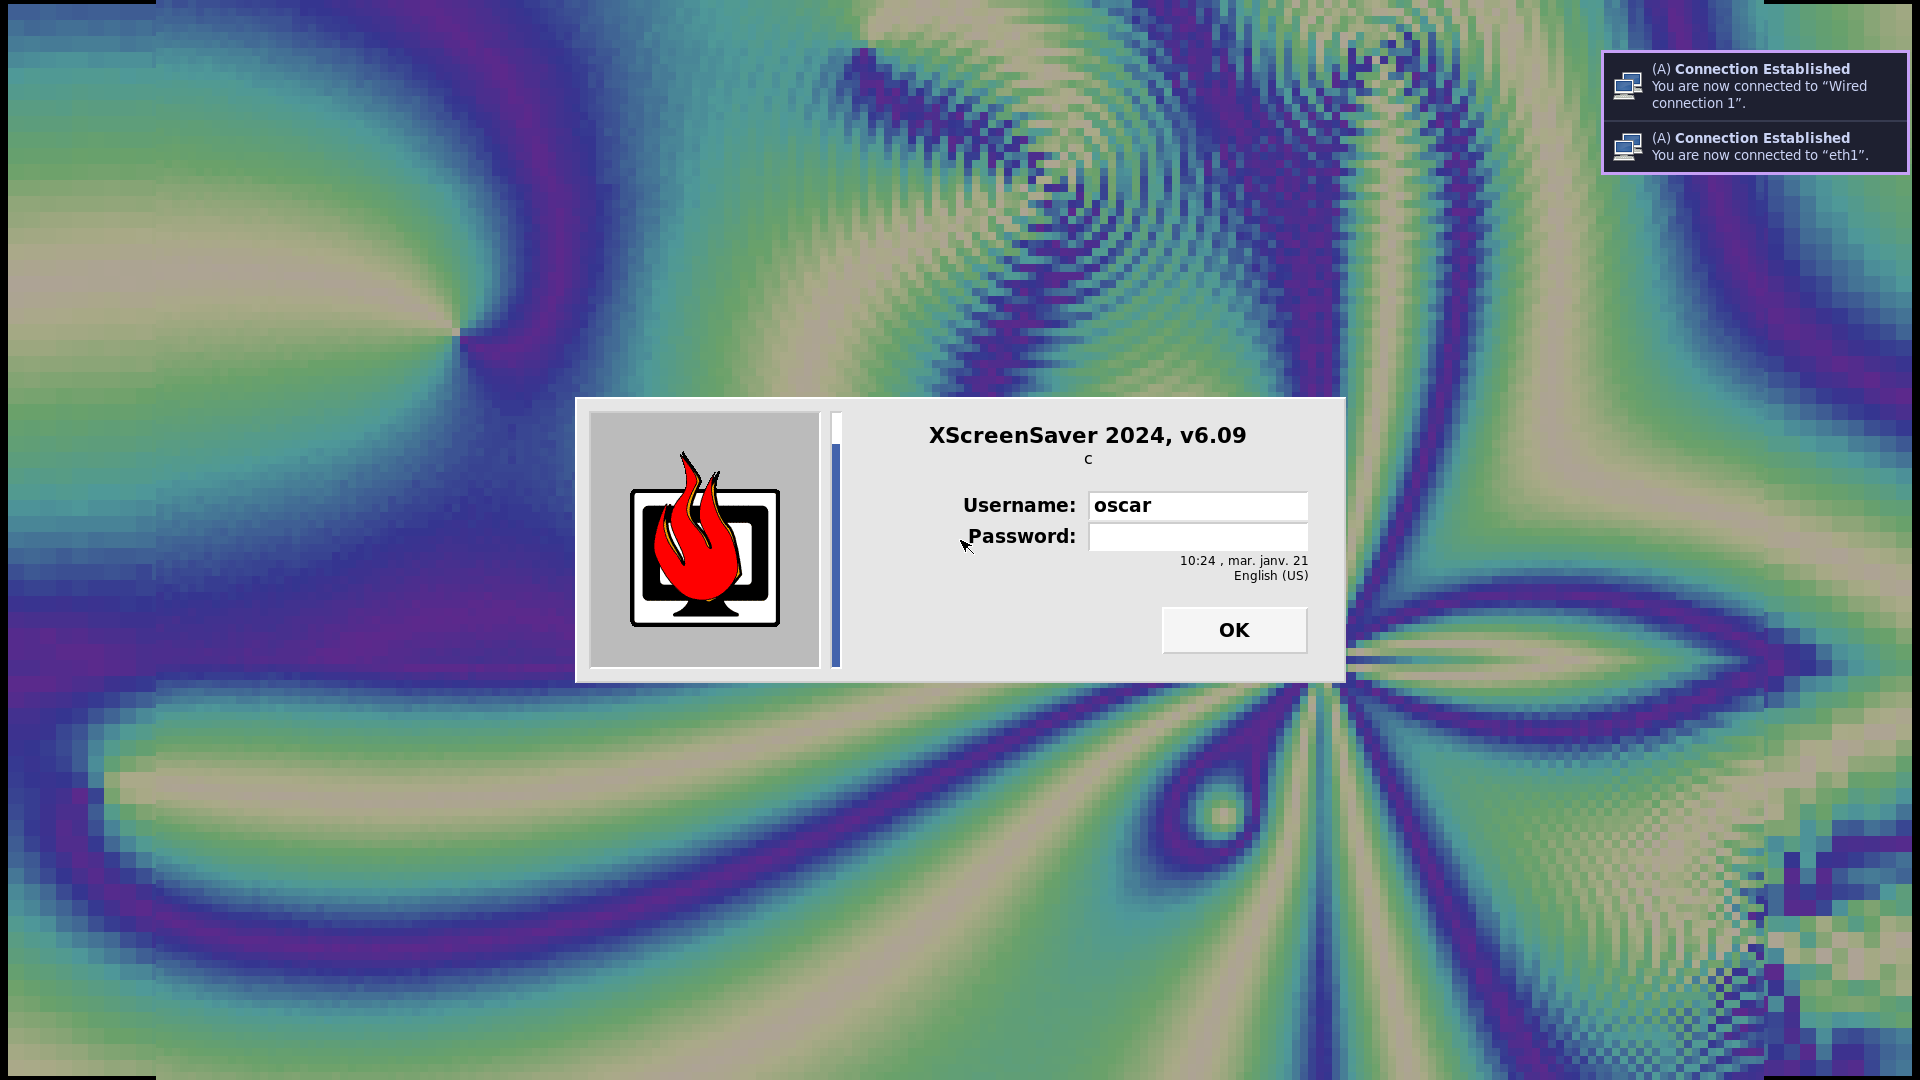 (A) Connection Established
You are now connected to “Wired
connection 1”.
(A) Connection Established
You are now connected to “eth1”.
XScreenSaver 2024, v6.09
c
Username: oscar
Password:
10:24 , mar. janv. 21
English (US)
OK